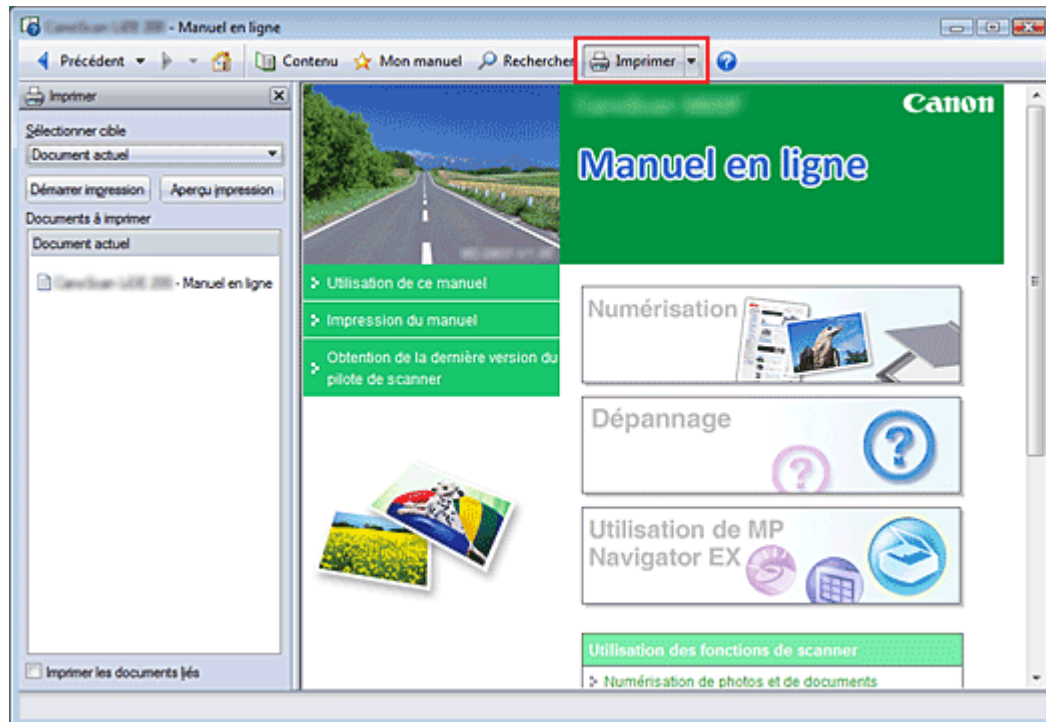 - Manuel en ligne
Précédent
Contenu
Mon manuel
Rechercher
Imprimer
Imprimer
Sélectionner cible
Document actuel
Démarrer impression
Aperçu impression
Documents à imprimer
Document actuel
- Manuel en ligne
Imprimer les documents liés
Canon
Manuel en ligne
> Utilisation de ce manuel
> Impression du manuel
> Obtention de la dernière version du
pilote de scanner
Numérisation
Dépannage
Utilisation de MP
Navigator EX
Utilisation des fonctions de scanner
> Numérisation de photos et de documents